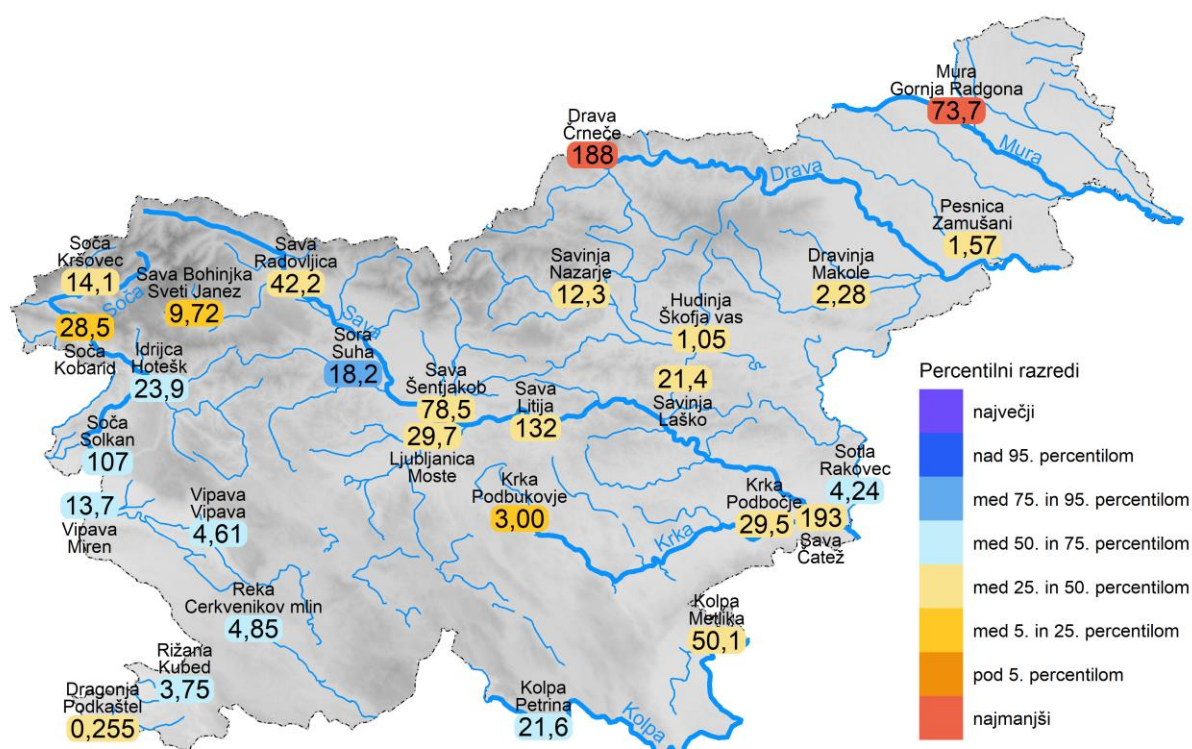 Mura
Gornja Radgona
73,7
Mura
Drava
Črneče
188
Drava
Pesnica
Zamušani
1,57
Soča
Kršovec
14,1
Soča
Sava Bohinjka
Sveti Janez
9,72
Sava
Radovljica
42,2
Sava
Savinja
Nazarje
12,3
Dravinja
Makole
2,28
Hudinja
Škofja vas
1,05
28,5
Soča
Kobarid
Idrijca
Hotešk
23,9
Sora
Suha
18,2
Sava
Šentjakob
78,5
29,7
Ljubljanica
Moste
Sava
Litija
132
21,4
Savinja
Laško
Soča
Solkan
107
13,7
Vipava
Miren
Vipava
Vipava
4,61
Krka
Podbukovje
3,00
Krka
Krka
Podbočje
29,5
193
Sava
Čatež
Sotla
Rakovec
4,24
Reka
Cerkvenikov mlin
4,85
Rižana
Kubed
3,75
Dragonja
Podkaštel
0,255
Kolpa
Petrina
21,6
Kolpa
Kolpa
Metlika
50,1
Percentilni razredi
največji
nad 95. percentilom
med 75. in 95. percentilom
med 50. in 75. percentilom
med 25. in 50. percentilom
med 5. in 25. percentilom
pod 5. percentilom
najmanjši